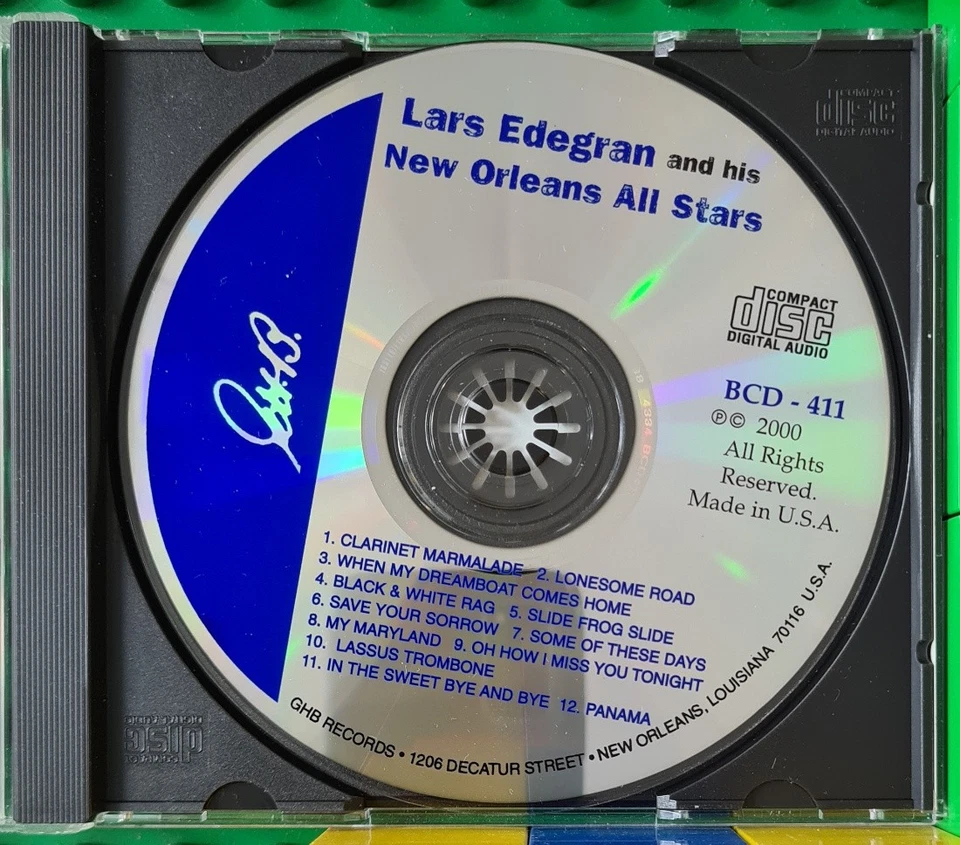 Lars Edegran and his
New Orleans All Stars
COMPACT
disc
DIGITAL AUDIO
G.H.B.
COMPACT
disc
DIGITAL AUDIO
BCD - 411
℗© 2000
All Rights
Reserved.
Made in U.S.A.
1. CLARINET MARMALADE 2. LONESOME ROAD
3. WHEN MY DREAMBOAT COMES HOME
4. BLACK & WHITE RAG 5. SLIDE FROG SLIDE
6. SAVE YOUR SORROW 7. SOME OF THESE DAYS
8. MY MARYLAND 9. OH HOW I MISS YOU TONIGHT
10. LASSUS TROMBONE
11. IN THE SWEET BYE AND BYE 12. PANAMA
GHB RECORDS • 1206 DECATUR STREET • NEW ORLEANS, LOUISIANA 70116 U.S.A.
COMPACT
disc
DIGITAL AUDIO